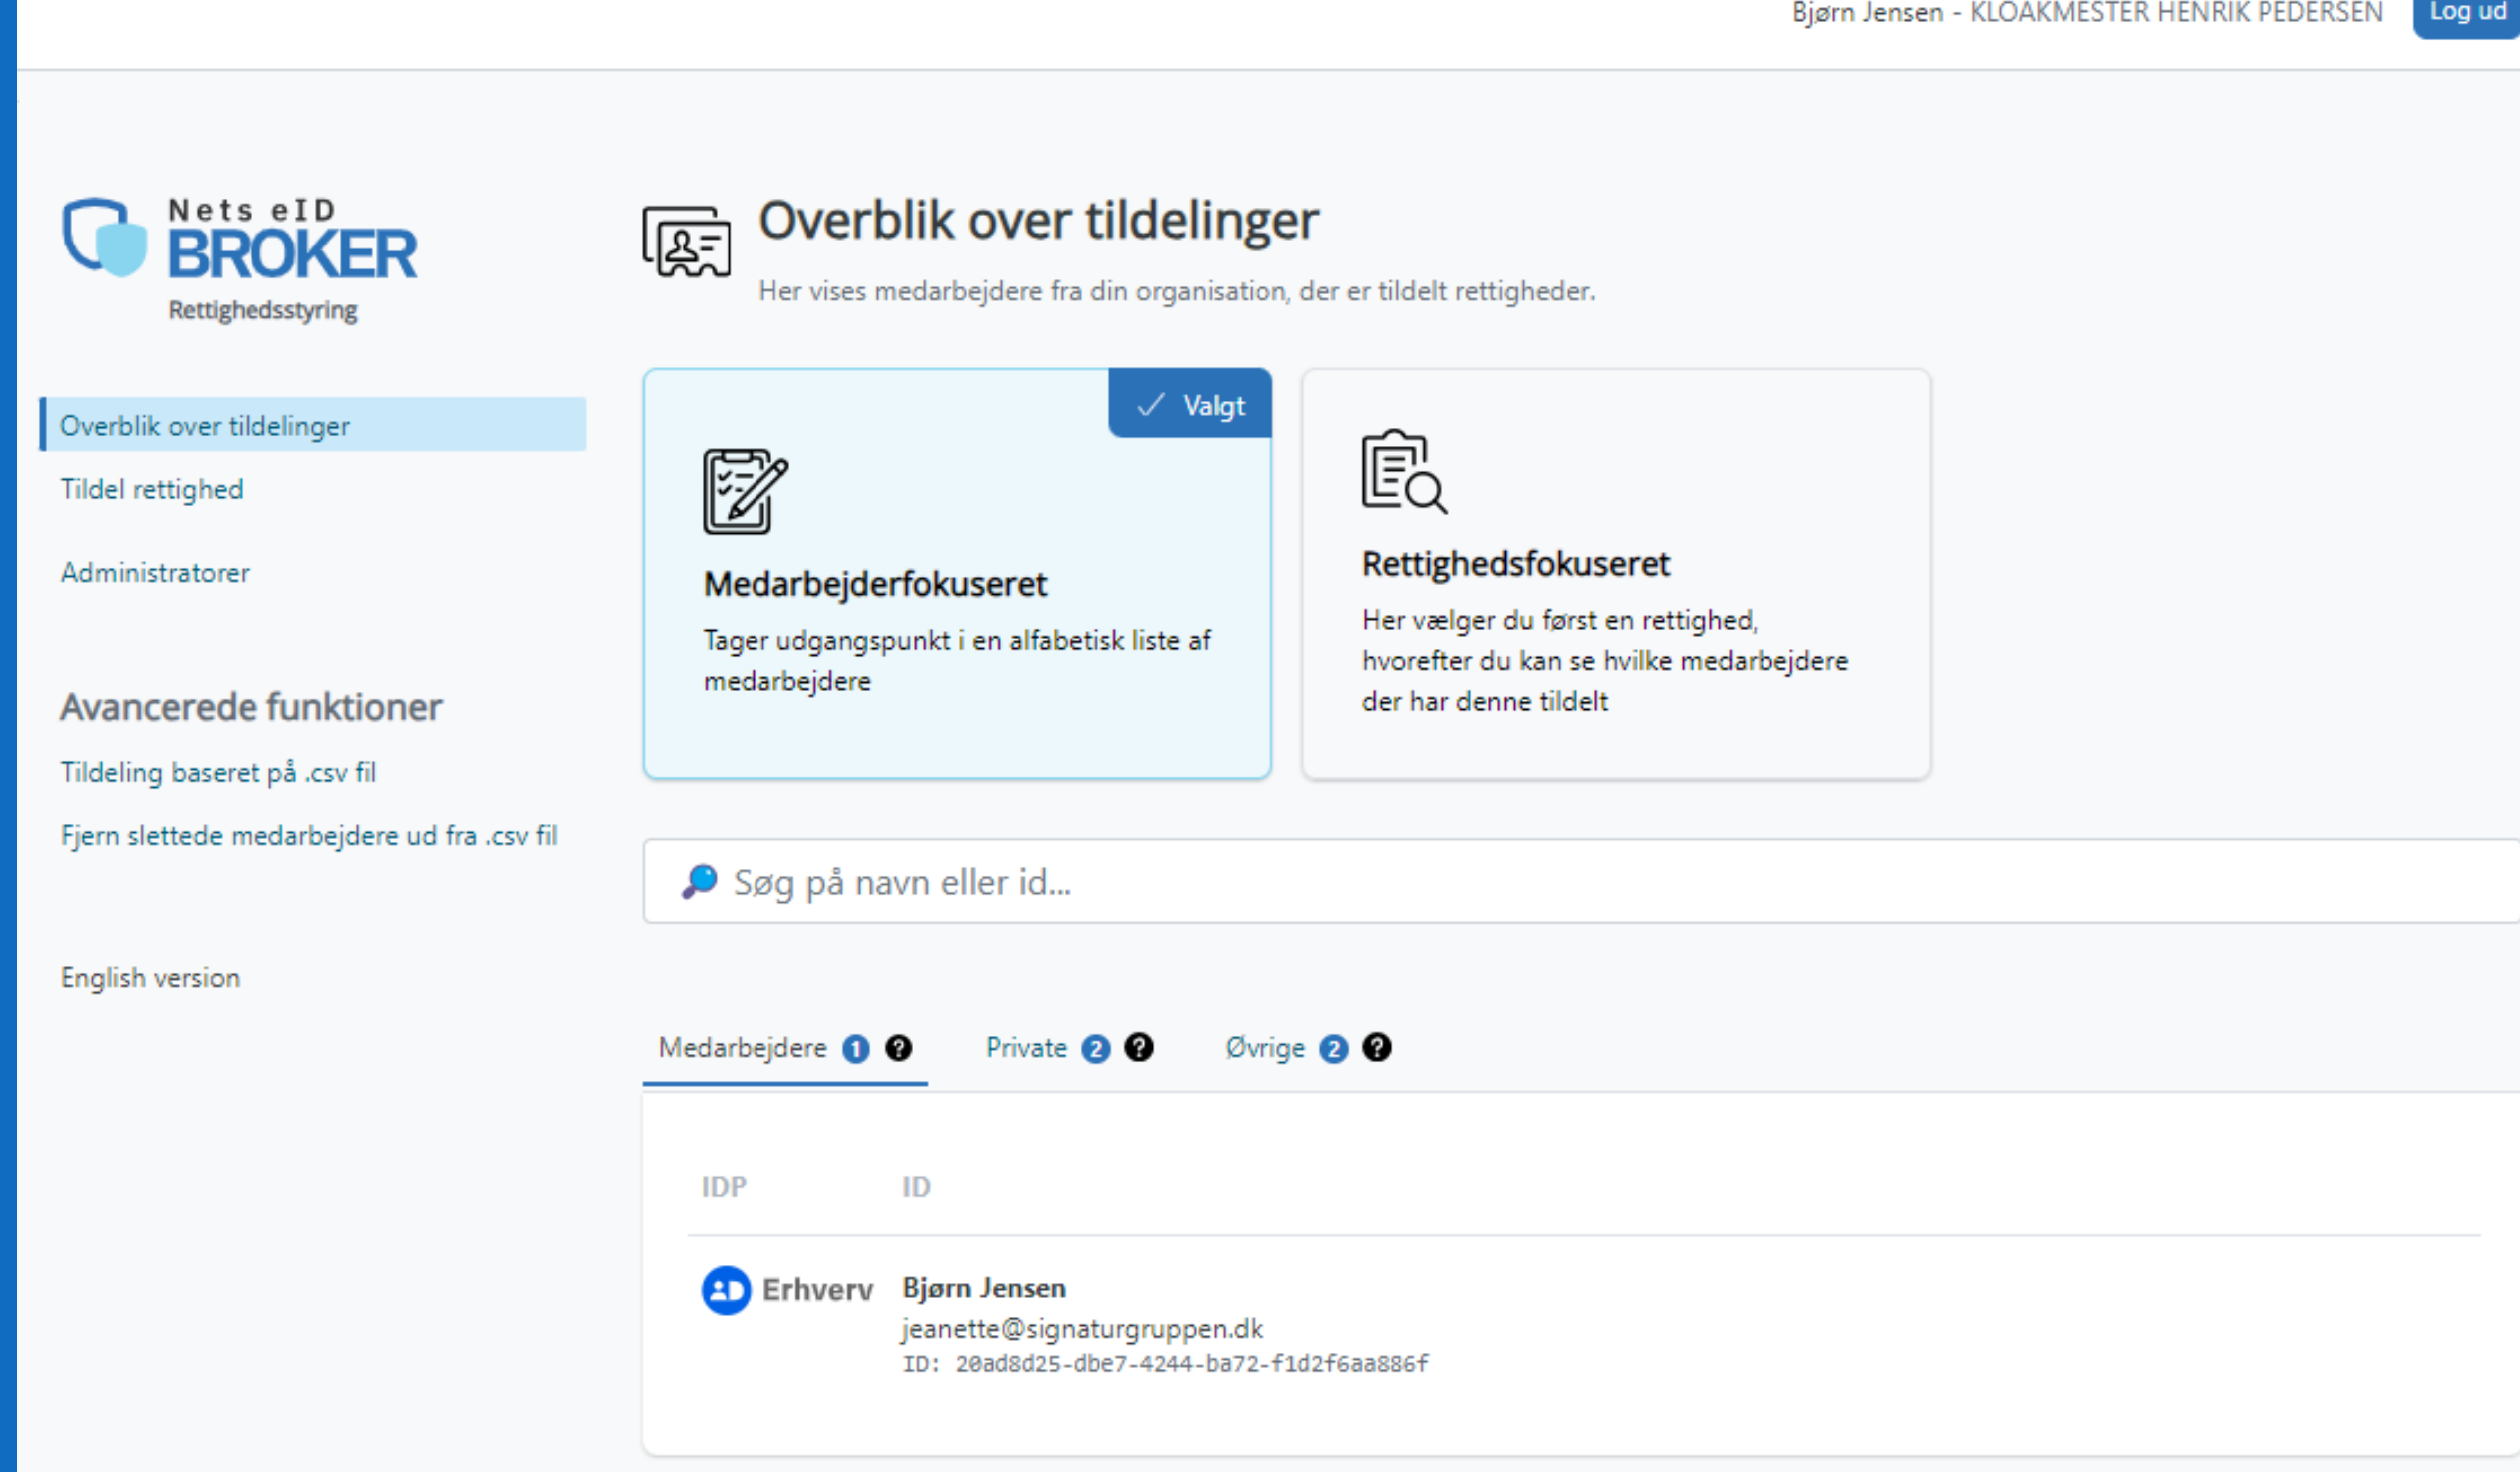 Bjørn Jensen - KLOAKMESTER HENRIK PEDERSEN
Log ud
Nets eID
BROKER
Rettighedsstyring
Overblik over tildelinger
Tildel rettighed
Administratorer
Avancerede funktioner
Tildeling baseret på .csv fil
Fjern slettede medarbejdere ud fra .csv fil
English version
Overblik over tildelinger
Her vises medarbejdere fra din organisation, der er tildelt rettigheder.
Valgt
Medarbejderfokuseret
Tager udgangspunkt i en alfabetisk liste af
medarbejdere
Rettighedsfokuseret
Her vælger du først en rettighed,
hvorefter du kan se hvilke medarbejdere
der har denne tildelt
Søg på navn eller id...
Medarbejdere 1 ? Private 2 ? Øvrige 2 ?
IDP ID
Erhverv Bjørn Jensen
jeanette@signaturgruppen.dk
ID: 20ad8d25-dbe7-4244-ba72-f1d2f6aa886f